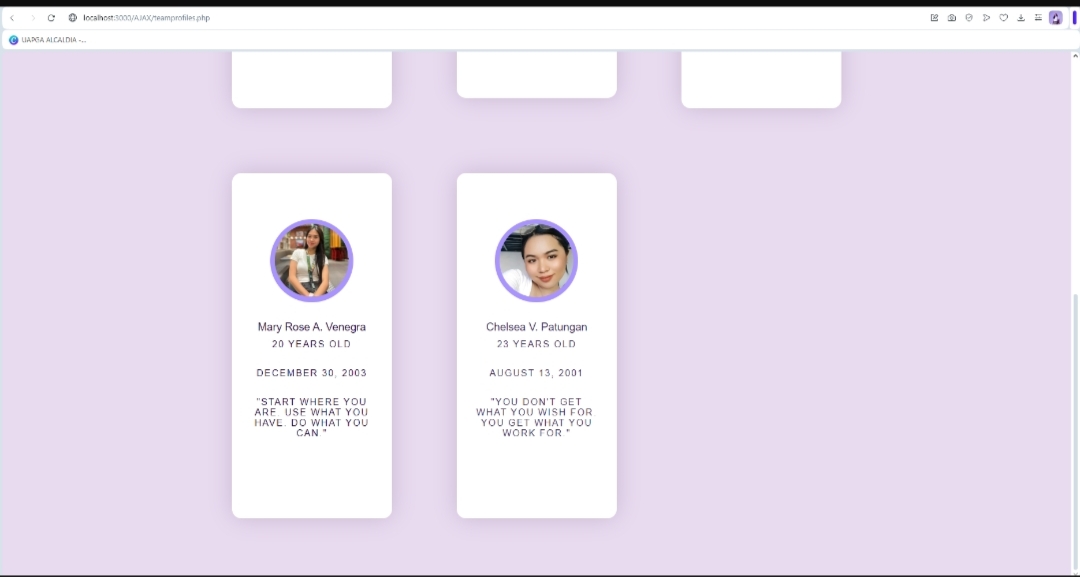 localhost:3000/AJAX/teamprofiles.php
UAPGA ALCALDIA -...
Mary Rose A. Venegra
20 YEARS OLD
DECEMBER 30, 2003
"START WHERE YOU
ARE. USE WHAT YOU
HAVE. DO WHAT YOU
CAN."
Chelsea V. Patungan
23 YEARS OLD
AUGUST 13, 2001
"YOU DON'T GET
WHAT YOU WISH FOR.
YOU GET WHAT YOU
WORK FOR."